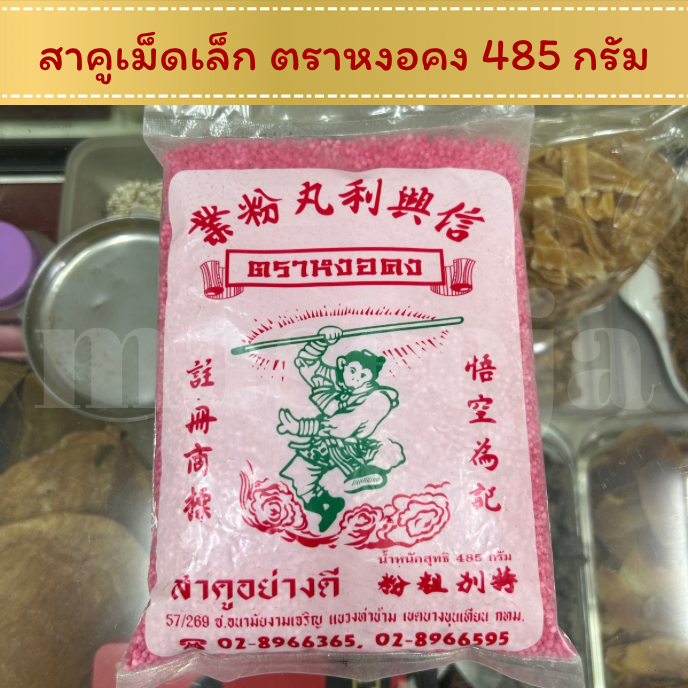 สาคูเม็ดเล็ก ตราหงอคง 485 กรัม
信興利丸粉業
ตราหงอคง
悟空為記
註冊商標
น้ำหนักสุทธิ 485 กรัม
สาคูอย่างดี
特別粗粉
57/269 ซ.อนามัยงามเจริญ แขวงท่าข้าม เขตบางขุนเทียน กทม.
☎ 02-8966365, 02-8966595